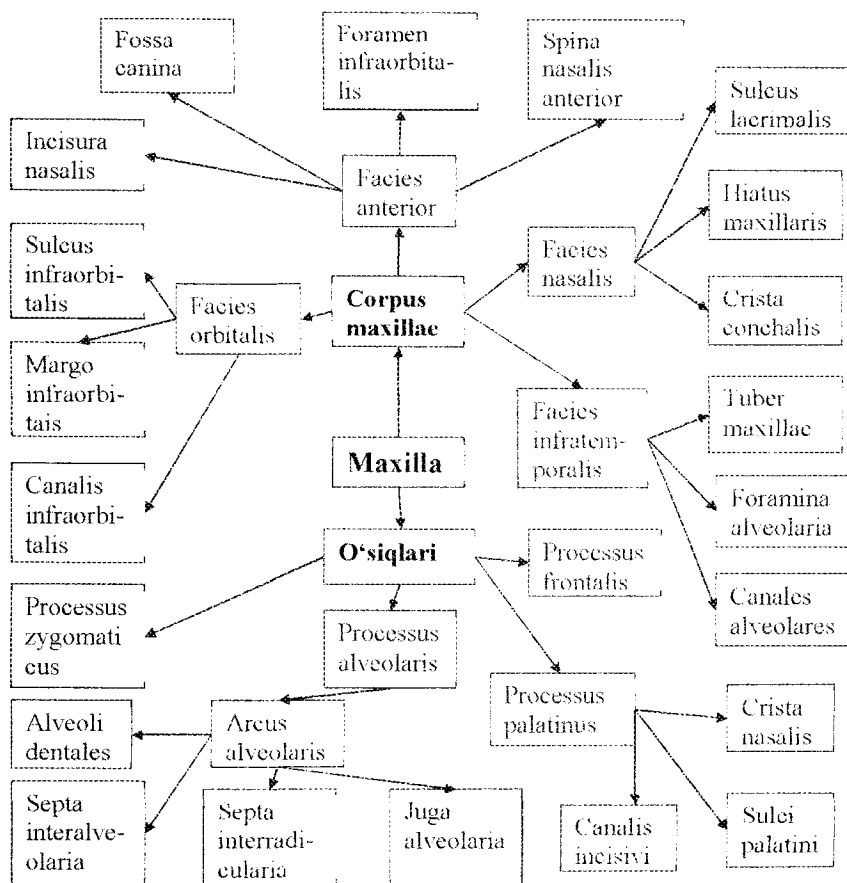 Fossa
canina
Foramen
infraorbita-
lis
Spina
nasalis
anterior
Sulcus
lacrimalis
Incisura
nasalis
Facies
anterior
Hiatus
maxillaris
Sulcus
infraorbi-
talis
Facies
orbitalis
Corpus
maxillae
Facies
nasalis
Crista
conchalis
Margo
infraorbi-
tais
Facies
infratem-
poralis
Tuber
maxillae
Maxilla
Canalis
infraorbi-
talis
Foramina
alveolaria
O‘siqlari
Processus
frontalis
Canales
alveolares
Processus
zygomati
cus
Processus
alveolaris
Processus
palatinus
Crista
nasalis
Alveoli
dentales
Arcus
alveolaris
Septa
interalve-
olaria
Septa
interradi-
cularia
Juga
alveolaria
Canalis
incisivi
Sulci
palatini